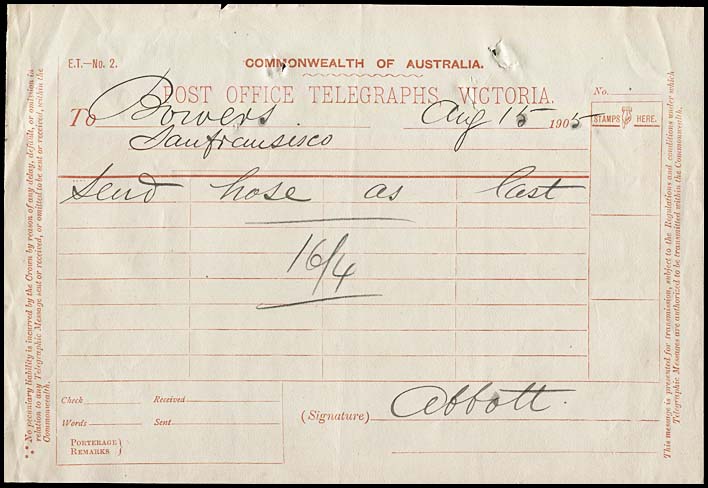 E.T.—No. 2.
COMMONWEALTH OF AUSTRALIA.
POST OFFICE TELEGRAPHS, VICTORIA.
No.
To Bowers Aug 15 1905
Sanfransisco
STAMPS HERE.
Send hose as last
16/4
Check Received
Words Sent
PORTERAGE
REMARKS
(Signature) Abbott.
* * No pecuniary liability is incurred by the Crown by reason of any delay, default, or omission in
relation to any Telegraphic Message sent or received, or omitted to be sent or received, within the
Commonwealth.
This message is presented for transmission, subject to the Regulations and conditions under which
Telegraphic Messages are authorized to be transmitted within the Commonwealth.